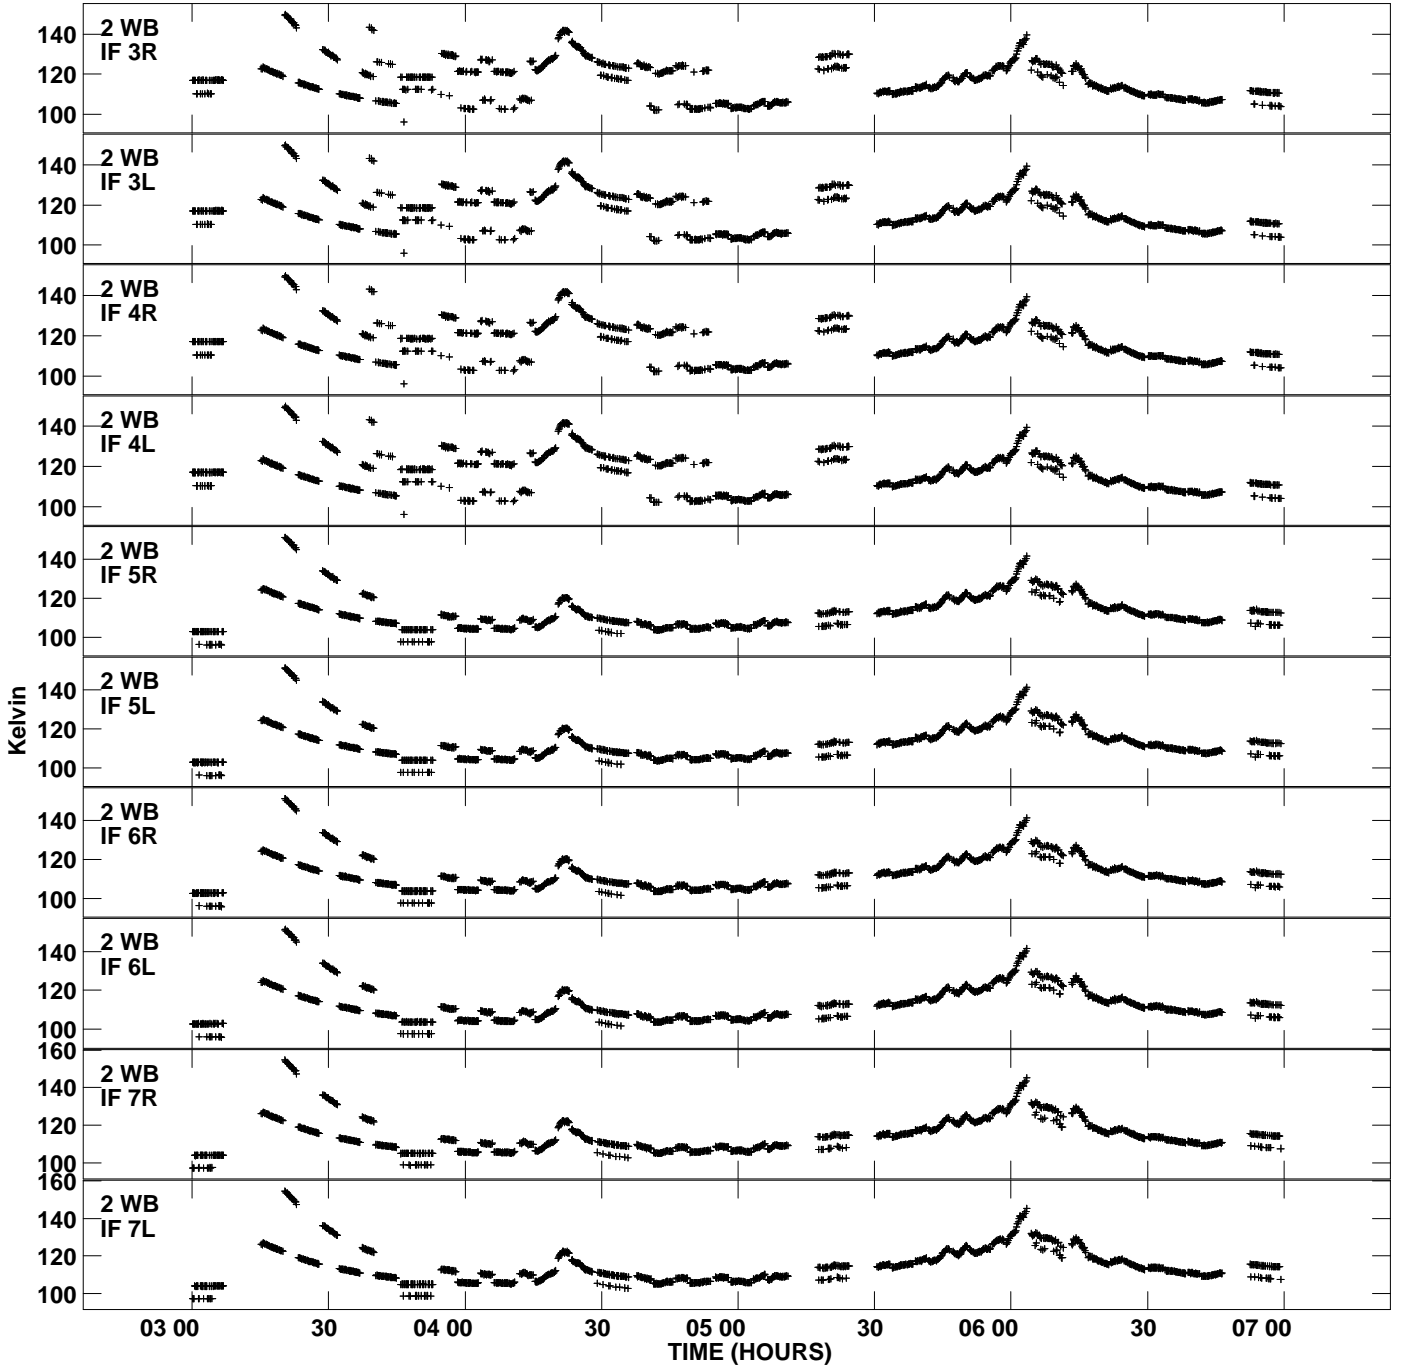 2 WB
IF 3R
140
120
100
2 WB
IF 3L
140
120
100
2 WB
IF 4R
140
120
100
2 WB
IF 4L
140
120
100
2 WB
IF 5R
140
120
100
2 WB
IF 5L
140
120
100
Kelvin
2 WB
IF 6R
140
120
100
2 WB
IF 6L
140
120
100
160
2 WB
IF 7R
140
120
100
160
2 WB
IF 7L
140
120
100
03 00 30 04 00 30 05 00 30 06 00 30 07 00
TIME (HOURS)